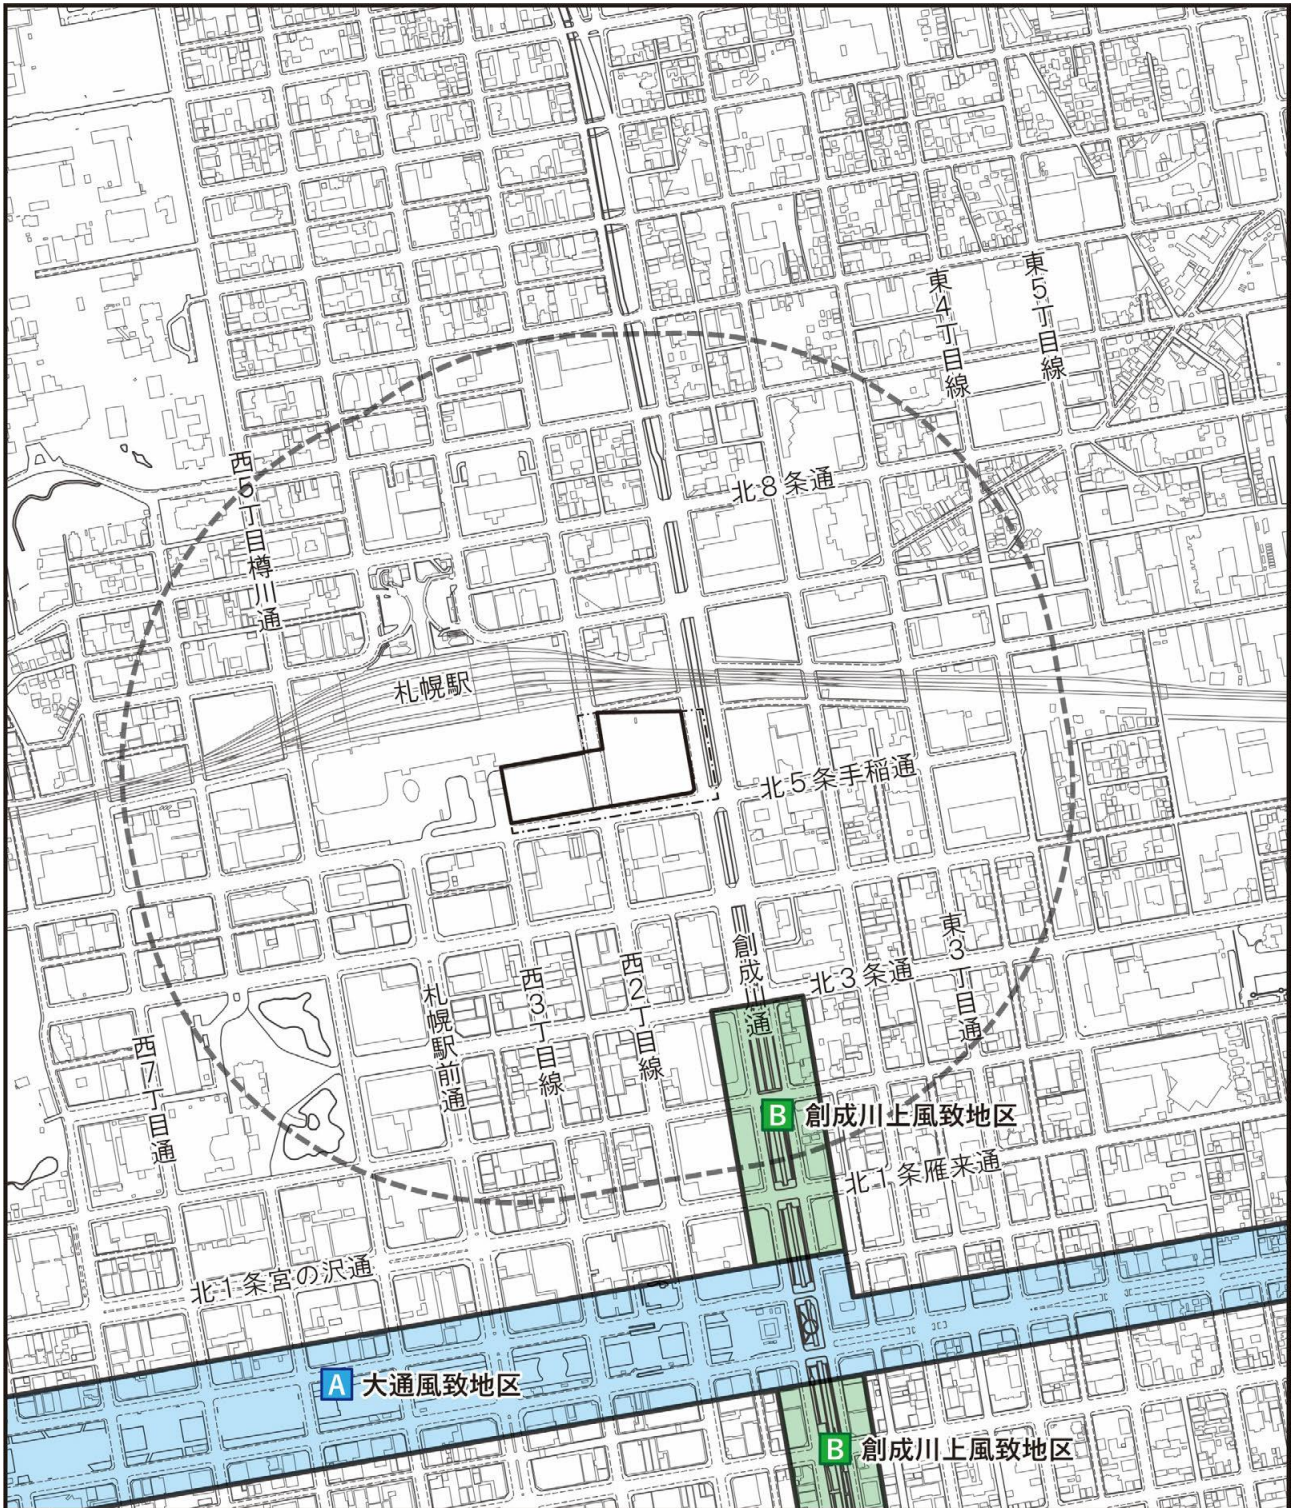 東4丁目線
東5丁目線
西5丁目樽川通
北8条通
札幌駅
北5条手稲通
創成川通
北3条通
東3丁目通
西2丁目線
西3丁目線
札幌駅前通
西7丁目通
B 創成川上風致地区
北1条雁来通
北1条宮の沢通
A 大通風致地区
B 創成川上風致地区